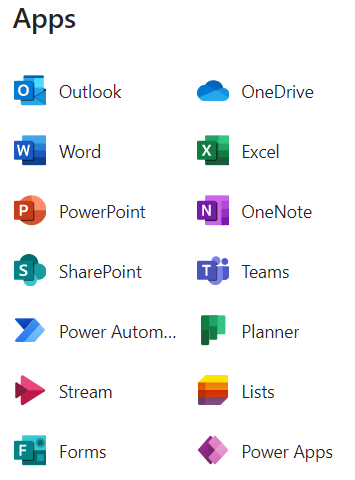 Apps
Outlook OneDrive
Word Excel
PowerPoint OneNote
SharePoint Teams
Power Autom... Planner
Stream Lists
Forms Power Apps